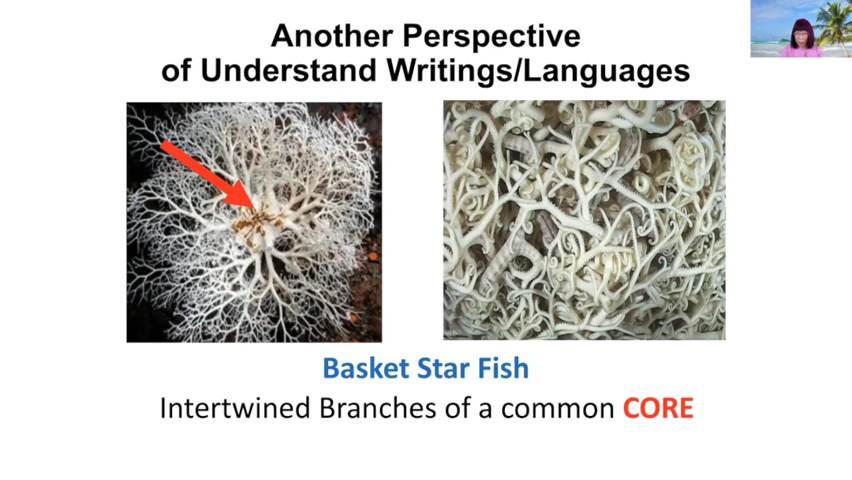 Another Perspective
of Understand Writings/Languages
Basket Star Fish
Intertwined Branches of a common CORE